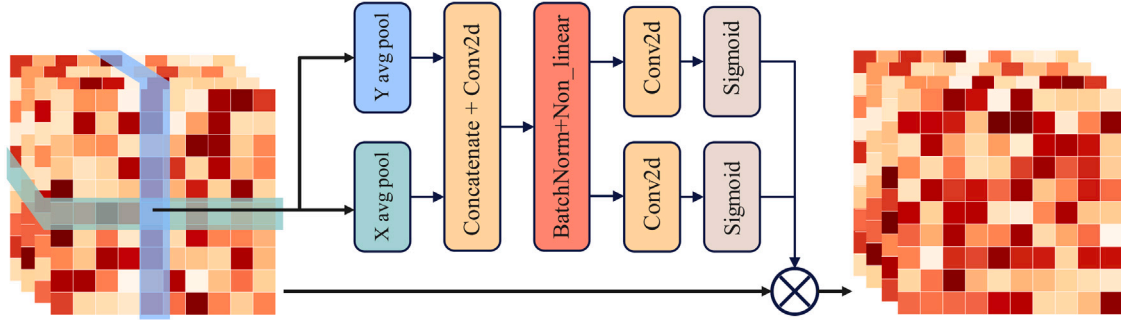 Y avg pool
X avg pool
Concatenate + Conv2d
BatchNorm+Non_linear
Conv2d
Sigmoid
Conv2d
Sigmoid